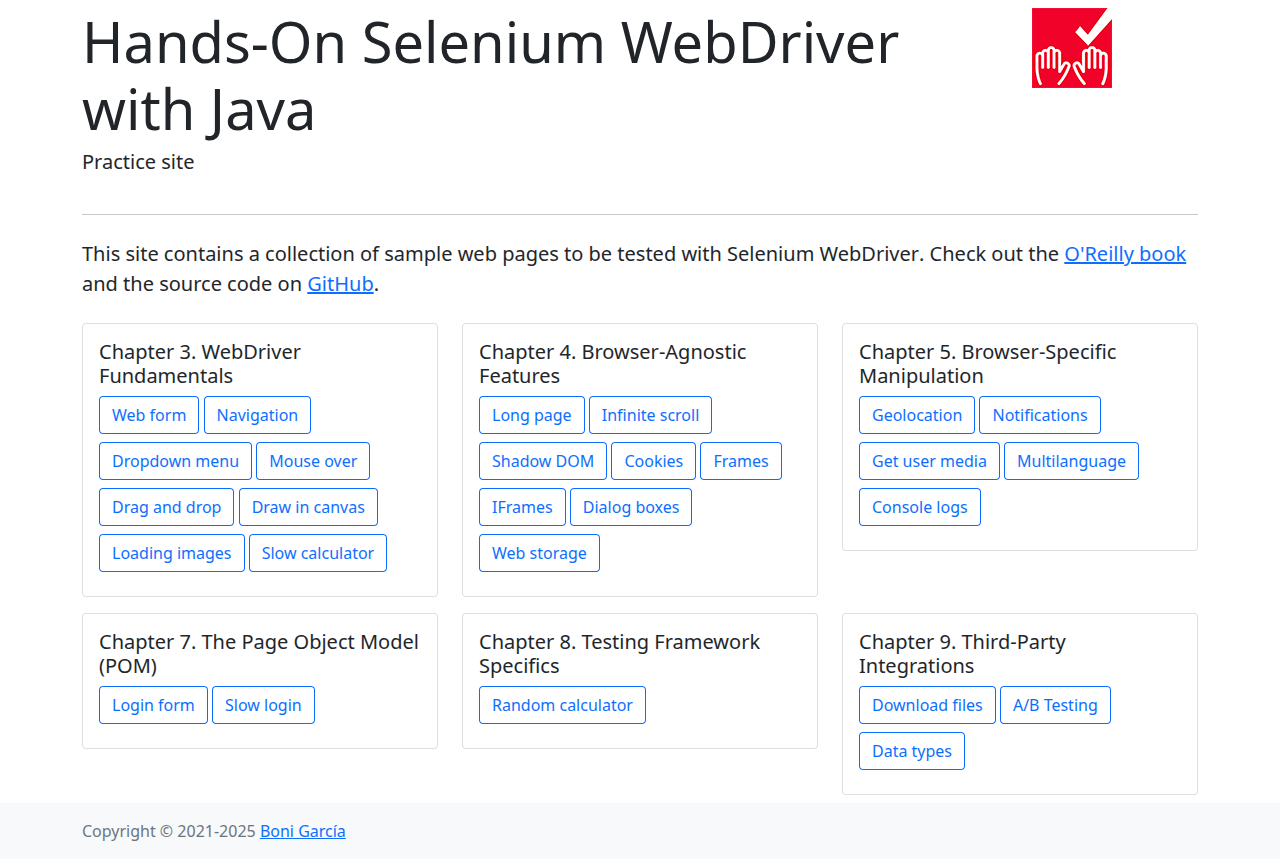 Hands-On Selenium WebDriver
with Java
Practice site
This site contains a collection of sample web pages to be tested with Selenium WebDriver. Check out the O'Reilly book
and the source code on GitHub.
Chapter 3. WebDriver
Fundamentals
Web form Navigation
Dropdown menu Mouse over
Drag and drop Draw in canvas
Loading images Slow calculator
Chapter 4. Browser-Agnostic
Features
Long page Infinite scroll
Shadow DOM Cookies Frames
IFrames Dialog boxes
Web storage
Chapter 5. Browser-Specific
Manipulation
Geolocation Notifications
Get user media Multilanguage
Console logs
Chapter 7. The Page Object Model
(POM)
Login form Slow login
Chapter 8. Testing Framework
Specifics
Random calculator
Chapter 9. Third-Party
Integrations
Download files A/B Testing
Data types
Copyright © 2021-2025 Boni García